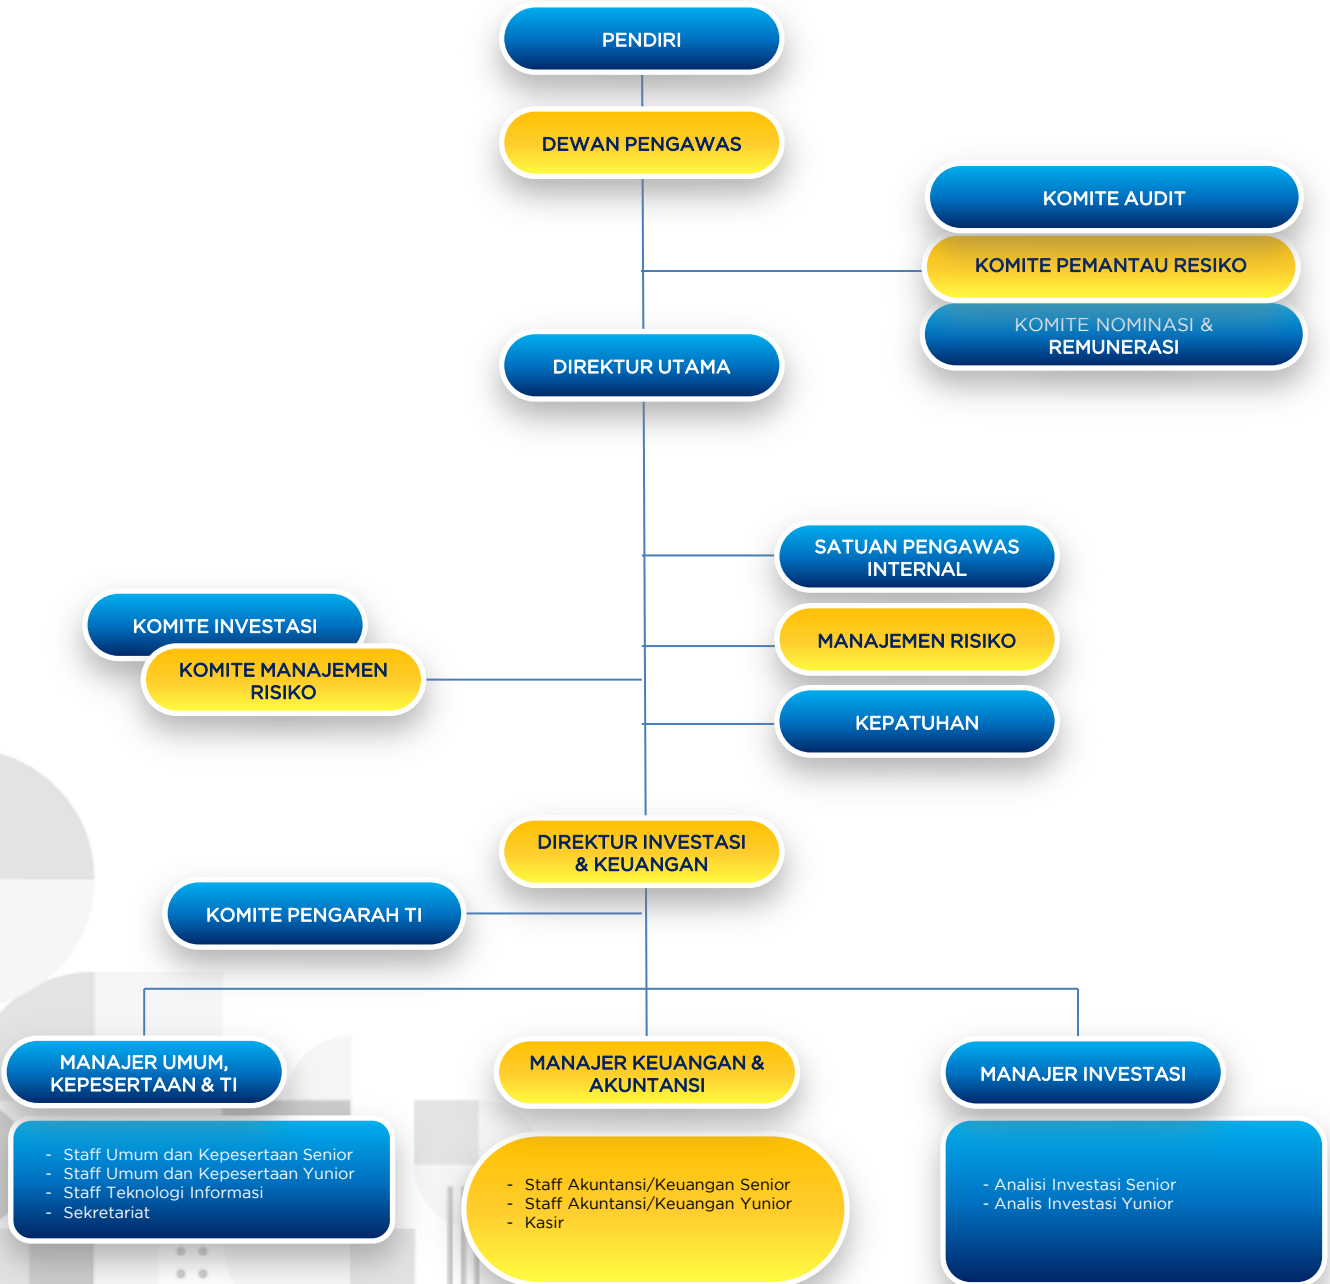 PENDIRI
DEWAN PENGAWAS
KOMITE AUDIT
KOMITE PEMANTAU RESIKO
KOMITE NOMINASI &
REMUNERASI
DIREKTUR UTAMA
SATUAN PENGAWAS
INTERNAL
KOMITE INVESTASI
MANAJEMEN RISIKO
KOMITE MANAJEMEN
RISIKO
KEPATUHAN
DIREKTUR INVESTASI
& KEUANGAN
KOMITE PENGARAH TI
MANAJER UMUM,
KEPESERTAAN & TI
- Staff Umum dan Kepesertaan Senior
- Staff Umum dan Kepesertaan Yunior
- Staff Teknologi Informasi
- Sekretariat
MANAJER KEUANGAN &
AKUNTANSI
- Staff Akuntansi/Keuangan Senior
- Staff Akuntansi/Keuangan Yunior
- Kasir
MANAJER INVESTASI
- Analisi Investasi Senior
- Analis Investasi Yunior